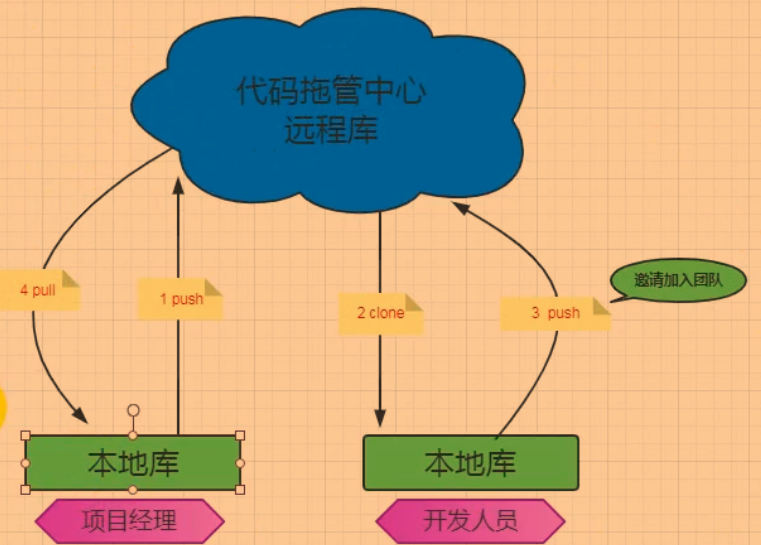 代码拖管中心
远程库
邀请加入团队
4 pull
1 push
2 clone
3 push
本地库
本地库
项目经理
开发人员